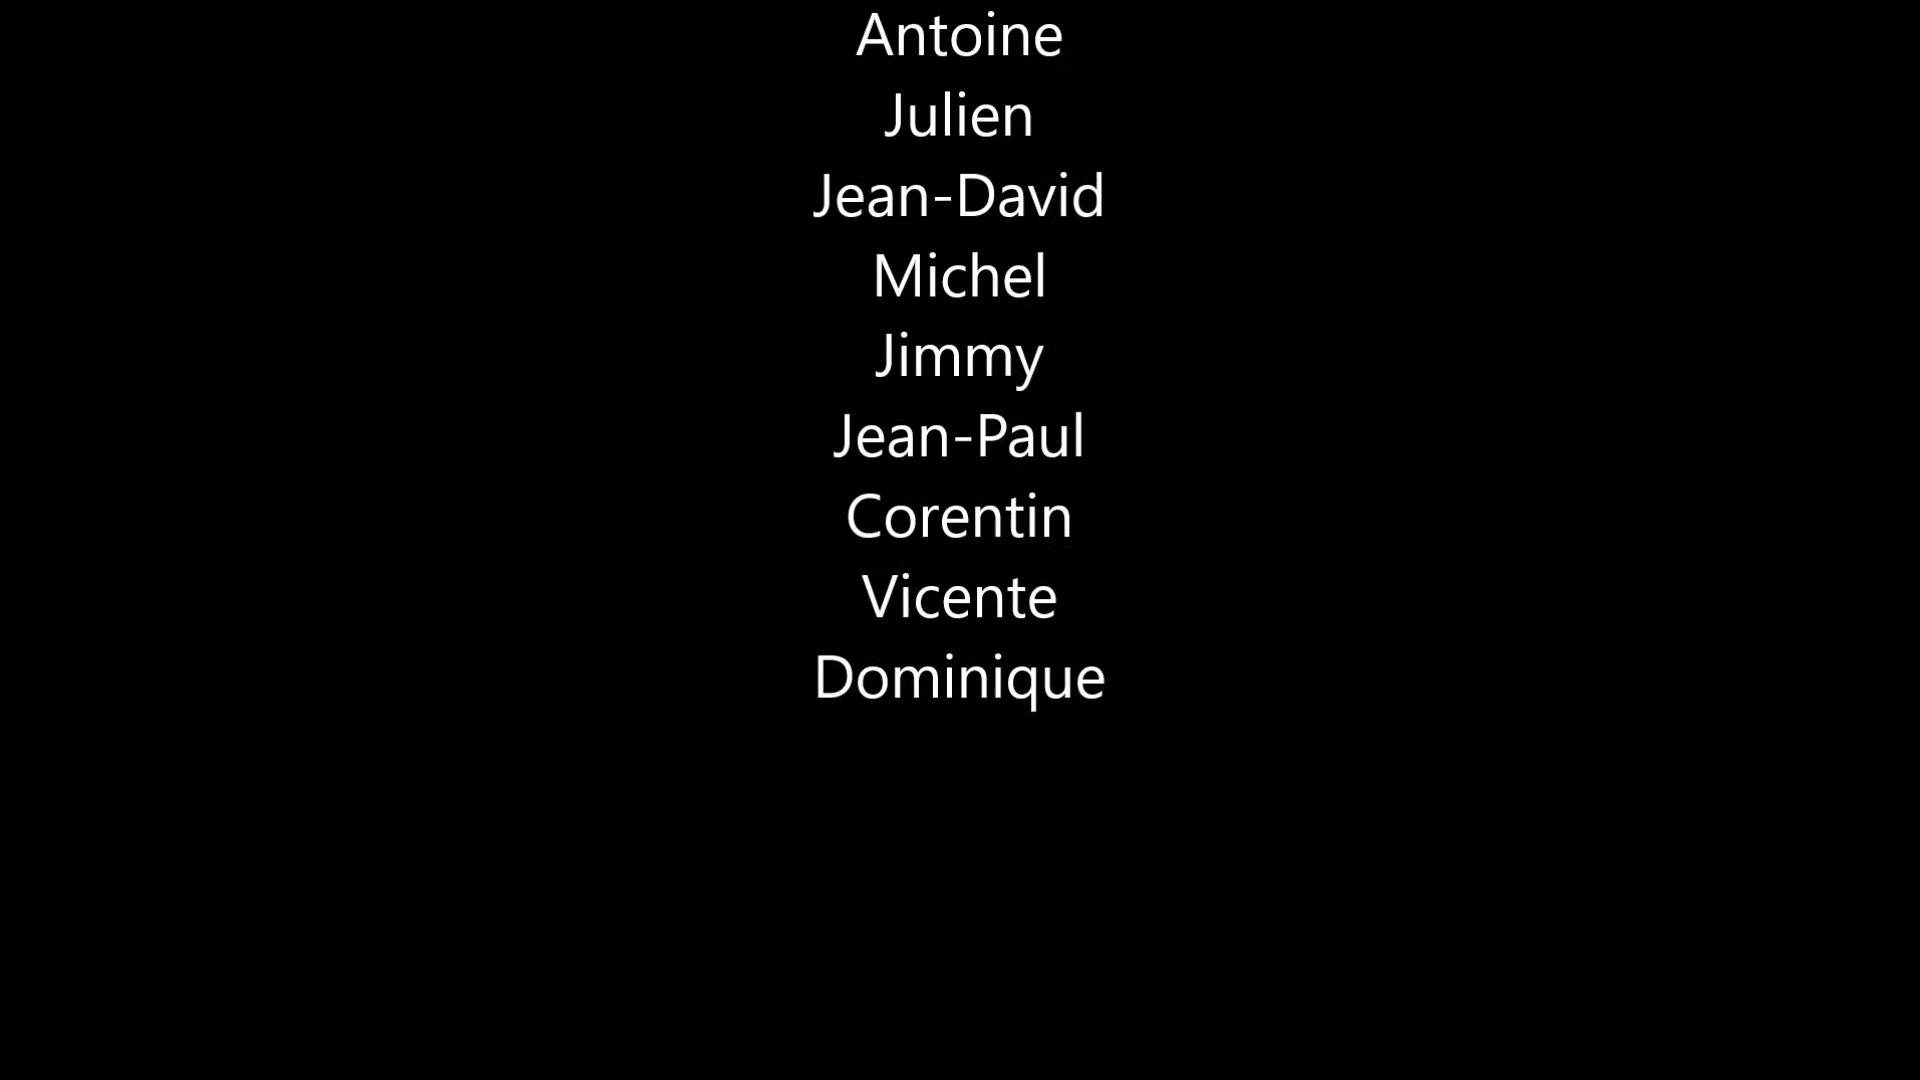 Antoine
Julien
Jean-David
Michel
Jimmy
Jean-Paul
Corentin
Vicente
Dominique